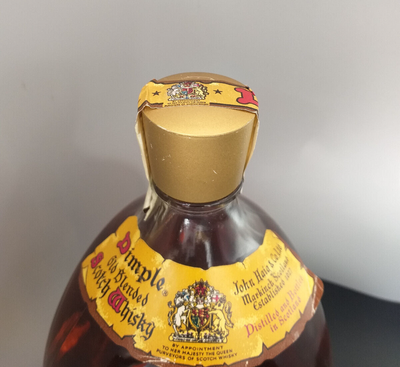 Dimple
Old Blended
Scotch Whisky
John Haig & Co Ltd
Markinch Scotland
Established 1627
Distilled and
in Scotland
BY APPOINTMENT
TO HER MAJESTY THE QUEEN
PURVEYORS OF SCOTCH WHISKY